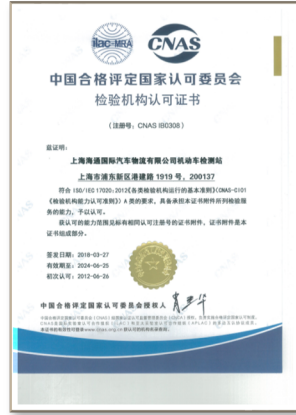 ilac-MRA
CNAS
中国合格评定国家认可委员会
检验机构认可证书
(注册号:CNAS IB0308)
兹证明:
上海海通国际汽车物流有限公司机动车检测站
上海市浦东新区港建路 1919 号,200137
符合 ISO/IEC 17020:2012《各类检验机构运行的基本准则》(CNAS-CI01
《检验机构能力认可准则》) A 类的要求,具备承担本证书附件所列检验服
务的能力,予以认可。
获认可的能力范围见标有相同认可注册号的证书附件,证书附件是本
证书组成部分。
签发日期:2018-03-27
有效期至:2024-06-25
初次认可:2012-06-26
中国合格评定国家认可委员会授权人